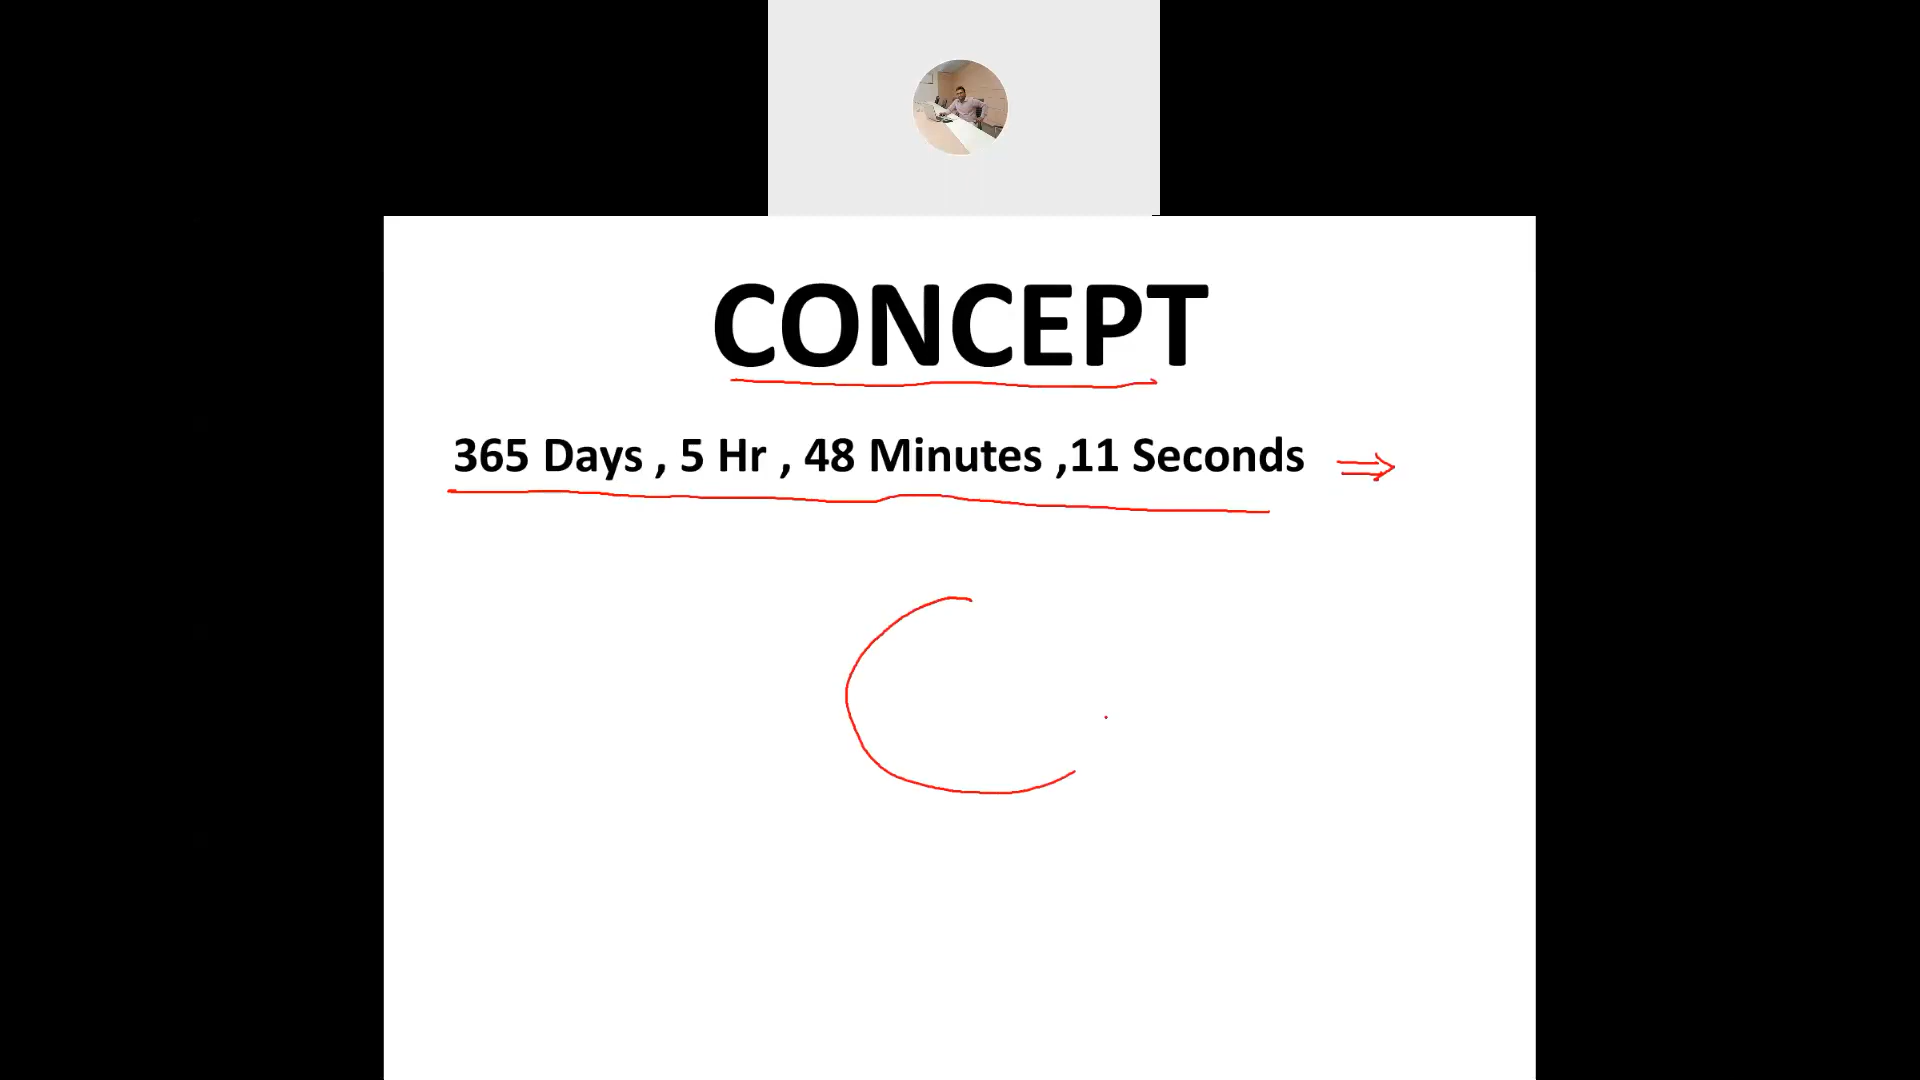 CONCEPT
365 Days , 5 Hr , 48 Minutes ,11 Seconds